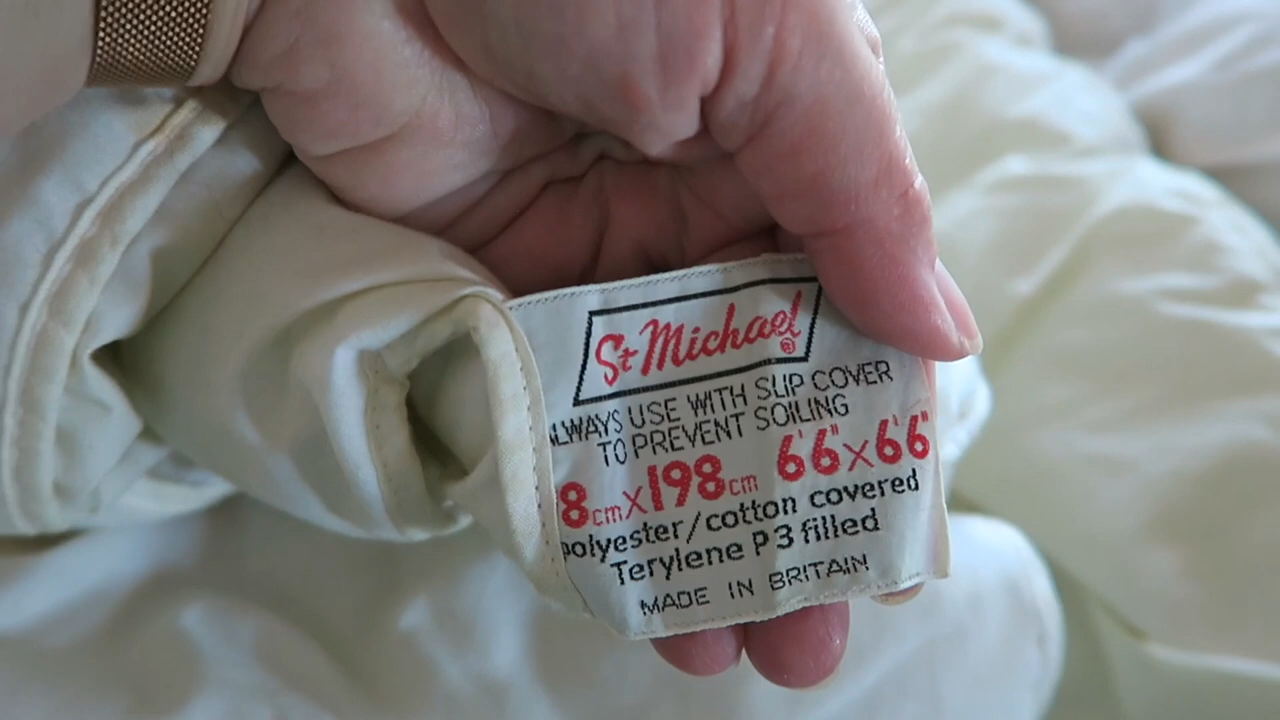 St Michael®
ALWAYS USE WITH SLIP COVER
TO PREVENT SOILING
8cm x 198cm 6'6" x 6'6"
polyester/cotton covered
Terylene P3 filled
MADE IN BRITAIN